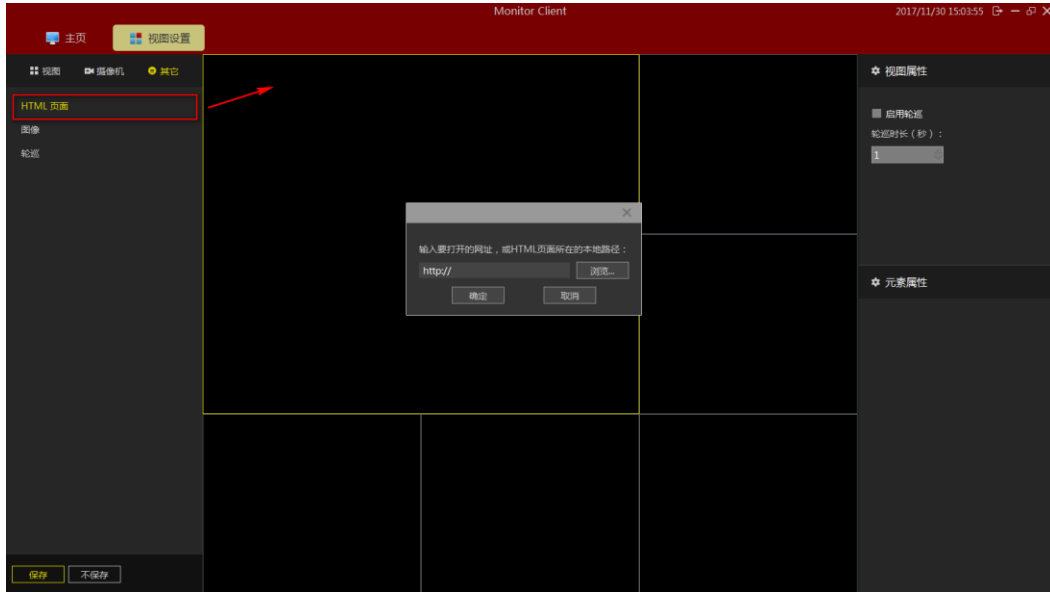 Monitor Client
2017/11/30 15:03:55
主页
视图设置
视图
摄像机
其它
HTML 页面
图像
轮巡
输入要打开的网址，或HTML页面所在的本地路径：
http://
浏览...
确定
取消
视图属性
启用轮巡
轮巡时长（秒）：
1
元素属性
保存
不保存